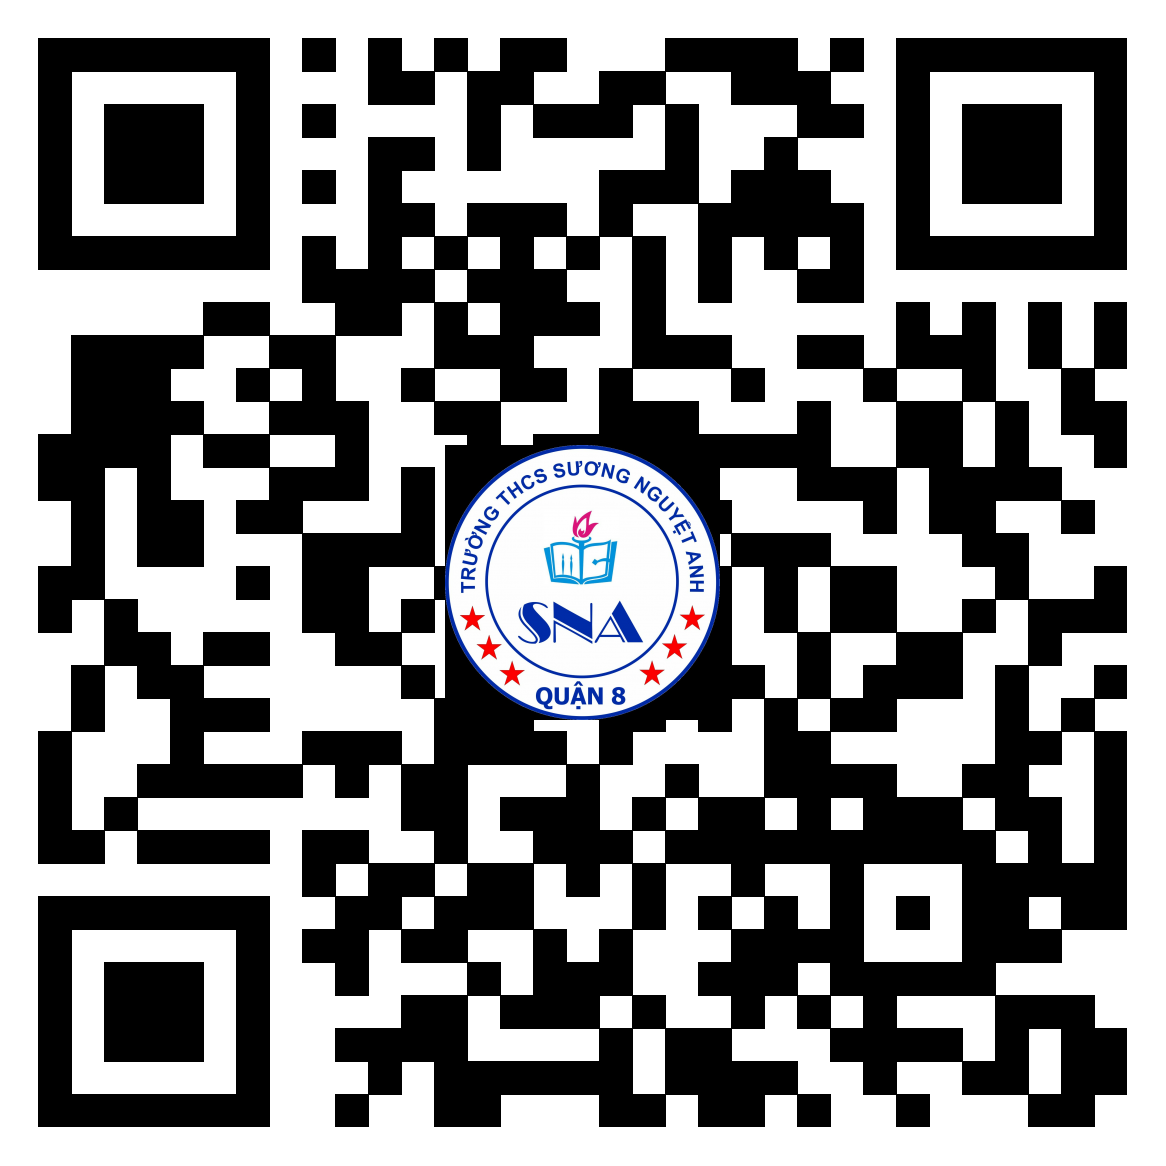 TRƯỜNG THCS SƯƠNG NGUYỆT ANH
SNA
QUẬN 8